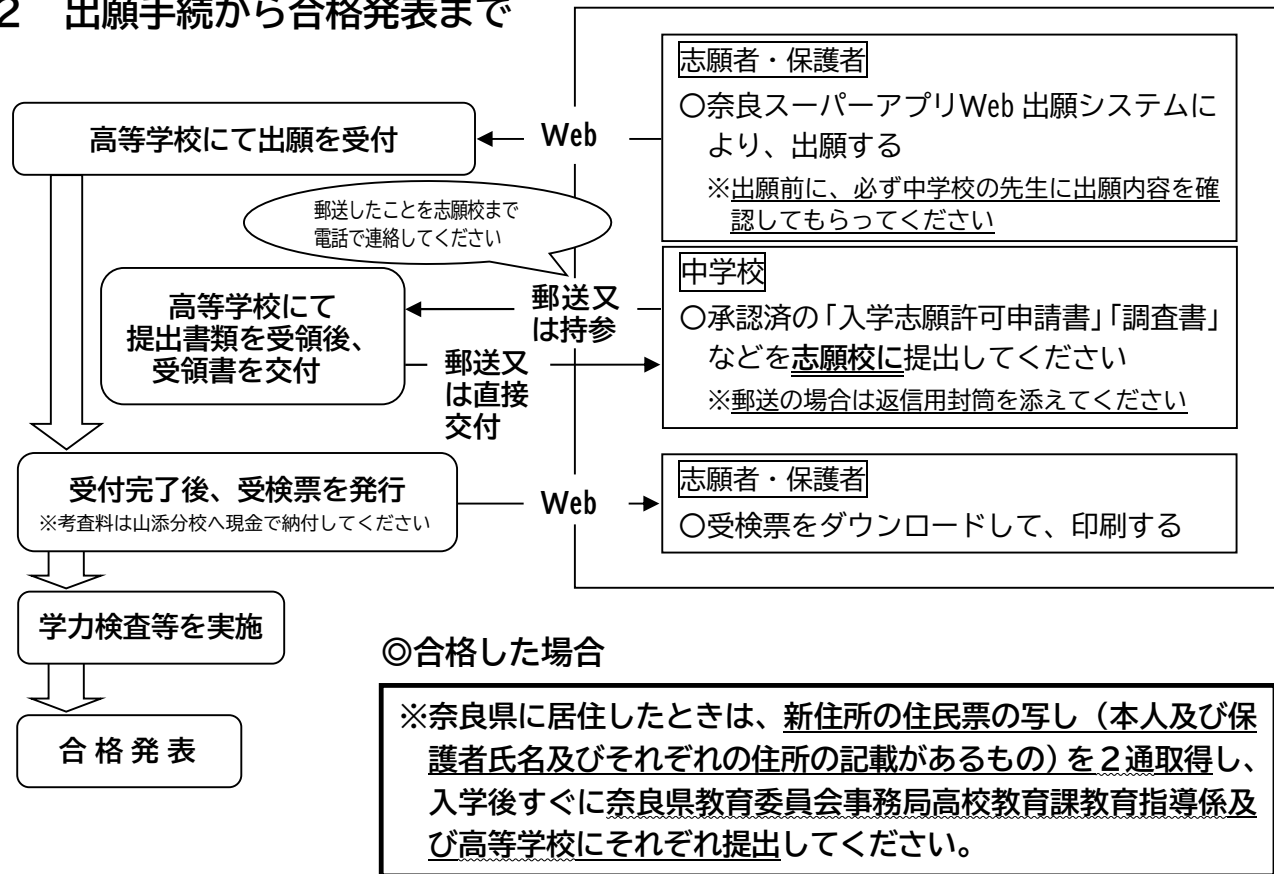 2 出願手続から合格発表まで
志願者・保護者
〇奈良スーパーアプリWeb 出願システムに
より、出願する
※出願前に、必ず中学校の先生に出願内容を確
認してもらってください
高等学校にて出願を受付
Web
郵送したことを志願校まで
電話で連絡してください
中学校
〇承認済の「入学志願許可申請書」「調査書」
などを志願校に提出してください
※郵送の場合は返信用封筒を添えてください
高等学校にて
提出書類を受領後、
受領書を交付
郵送又
は持参
郵送又
は直接
交付
受付完了後、受検票を発行
※考査料は山添分校へ現金で納付してください
Web
志願者・保護者
〇受検票をダウンロードして、印刷する
学力検査等を実施
合格発表
◎合格した場合
※奈良県に居住したときは、新住所の住民票の写し(本人及び保
護者氏名及びそれぞれの住所の記載があるもの)を2通取得し、
入学後すぐに奈良県教育委員会事務局高校教育課教育指導係及
び高等学校にそれぞれ提出してください。